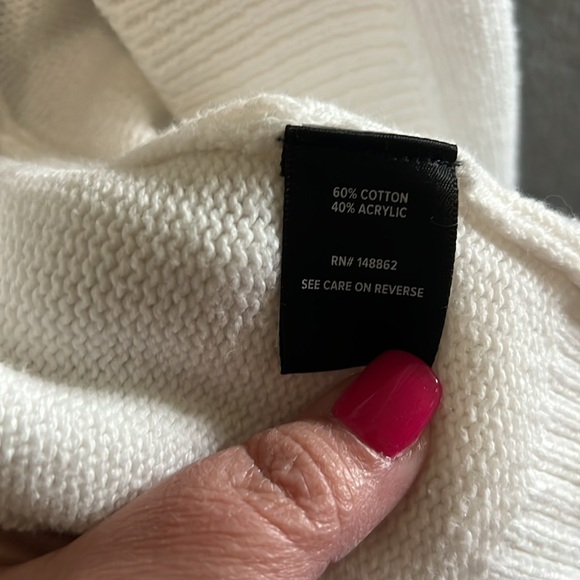 60% COTTON
40% ACRYLIC
RN# 148862
SEE CARE ON REVERSE